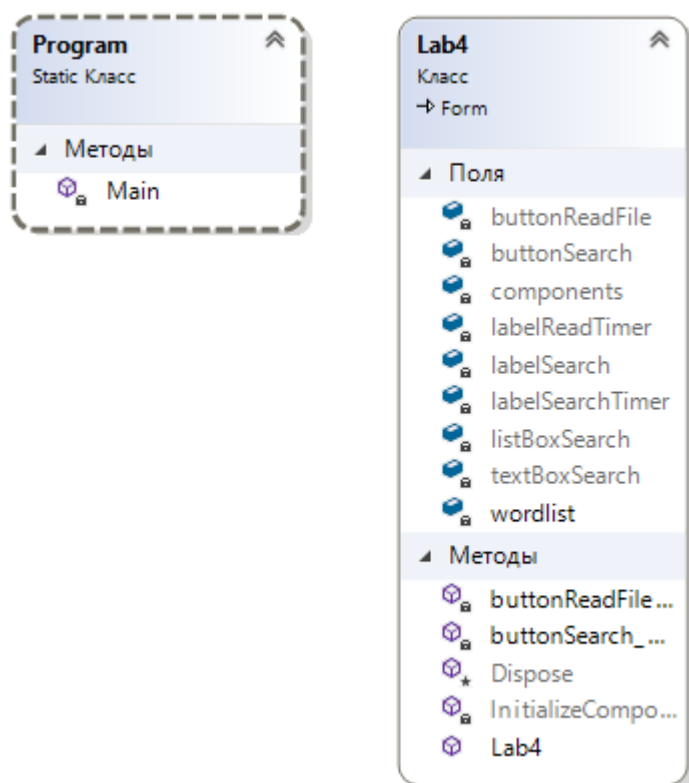 Program
Static Класс
Методы
Main
Lab4
Класс
Form
Поля
buttonReadFile
buttonSearch
components
labelReadTimer
labelSearch
labelSearchTimer
listBoxSearch
textBoxSearch
wordlist
Методы
buttonReadFile...
buttonSearch_...
Dispose
InitializeCompo...
Lab4